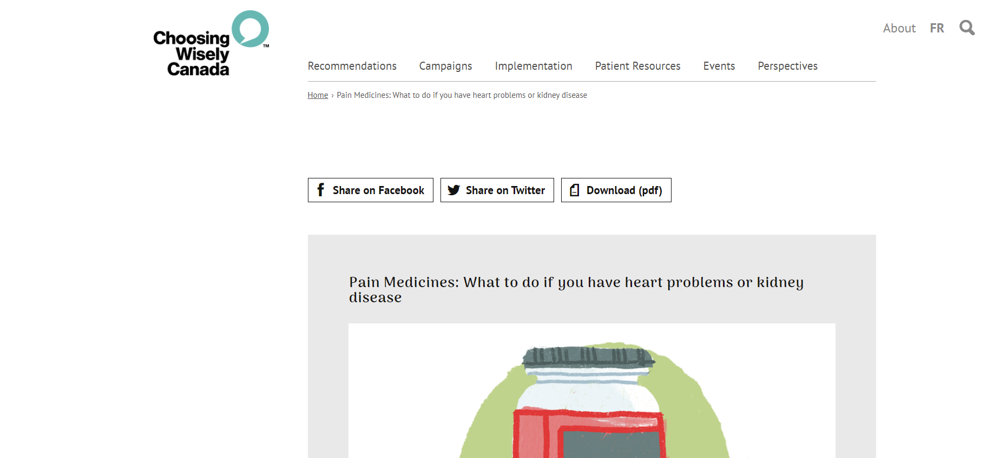 Choosing
Wisely
Canada
TM
About FR
Recommendations Campaigns Implementation Patient Resources Events Perspectives
Home › Pain Medicines: What to do if you have heart problems or kidney disease
Share on Facebook Share on Twitter Download (pdf)
Pain Medicines: What to do if you have heart problems or kidney
disease